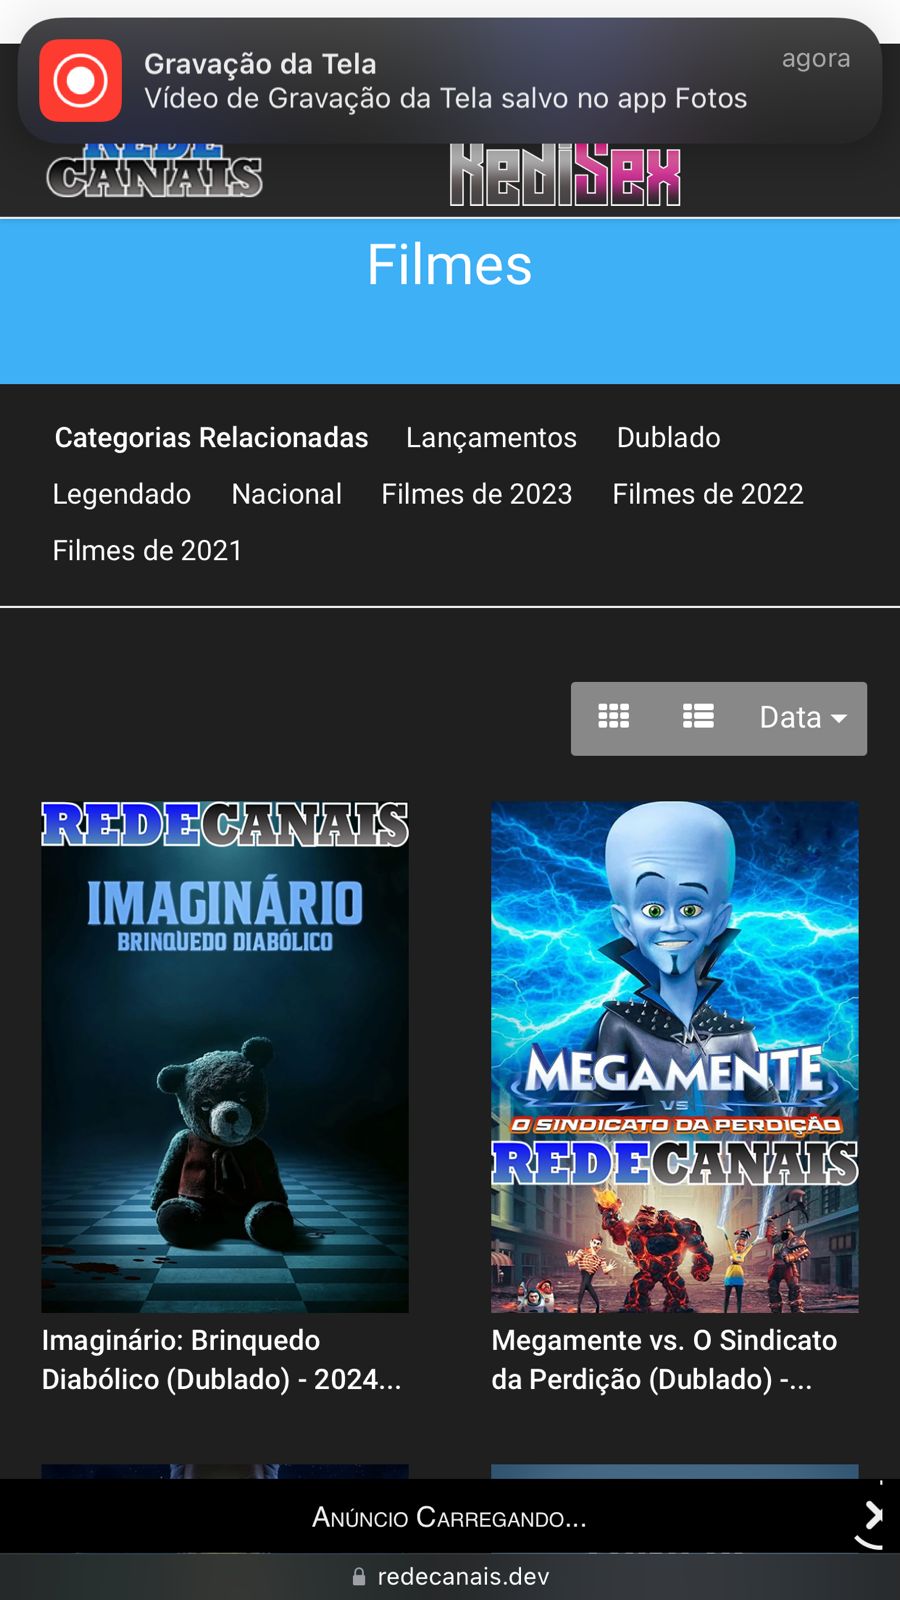 Gravação da Tela
agora
Vídeo de Gravação da Tela salvo no app Fotos
REDE
CANAIS
RediSex
Filmes
Categorias Relacionadas Lançamentos Dublado
Legendado Nacional Filmes de 2023 Filmes de 2022
Filmes de 2021
Data
REDECANAIS
IMAGINÁRIO
BRINQUEDO DIABÓLICO
Imaginário: Brinquedo
Diabólico (Dublado) - 2024...
MEGAMENTE
VS
O SINDICATO DA PERDIÇÃO
REDECANAIS
Megamente vs. O Sindicato
da Perdição (Dublado) -...
Anúncio Carregando...
redecanais.dev